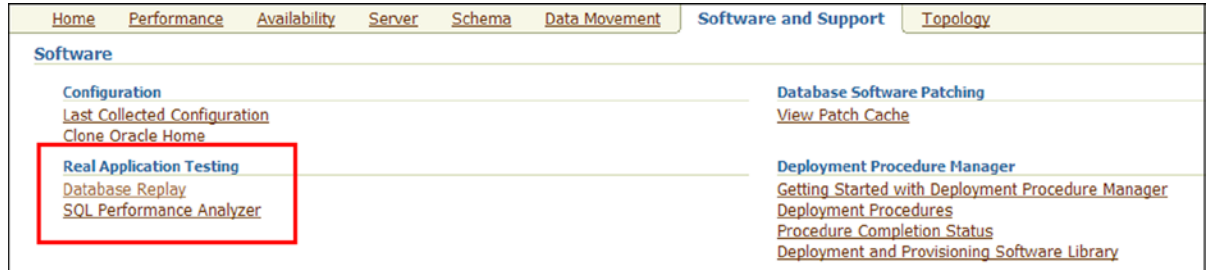 Home Performance Availability Server Schema Data Movement Software and Support Topology
Software
Configuration
Last Collected Configuration
Clone Oracle Home
Real Application Testing
Database Replay
SQL Performance Analyzer
Database Software Patching
View Patch Cache
Deployment Procedure Manager
Getting Started with Deployment Procedure Manager
Deployment Procedures
Procedure Completion Status
Deployment and Provisioning Software Library